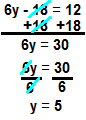 6y - 18 = 12
+18 +18
6y = 30
6y = 30
6 6
y = 5